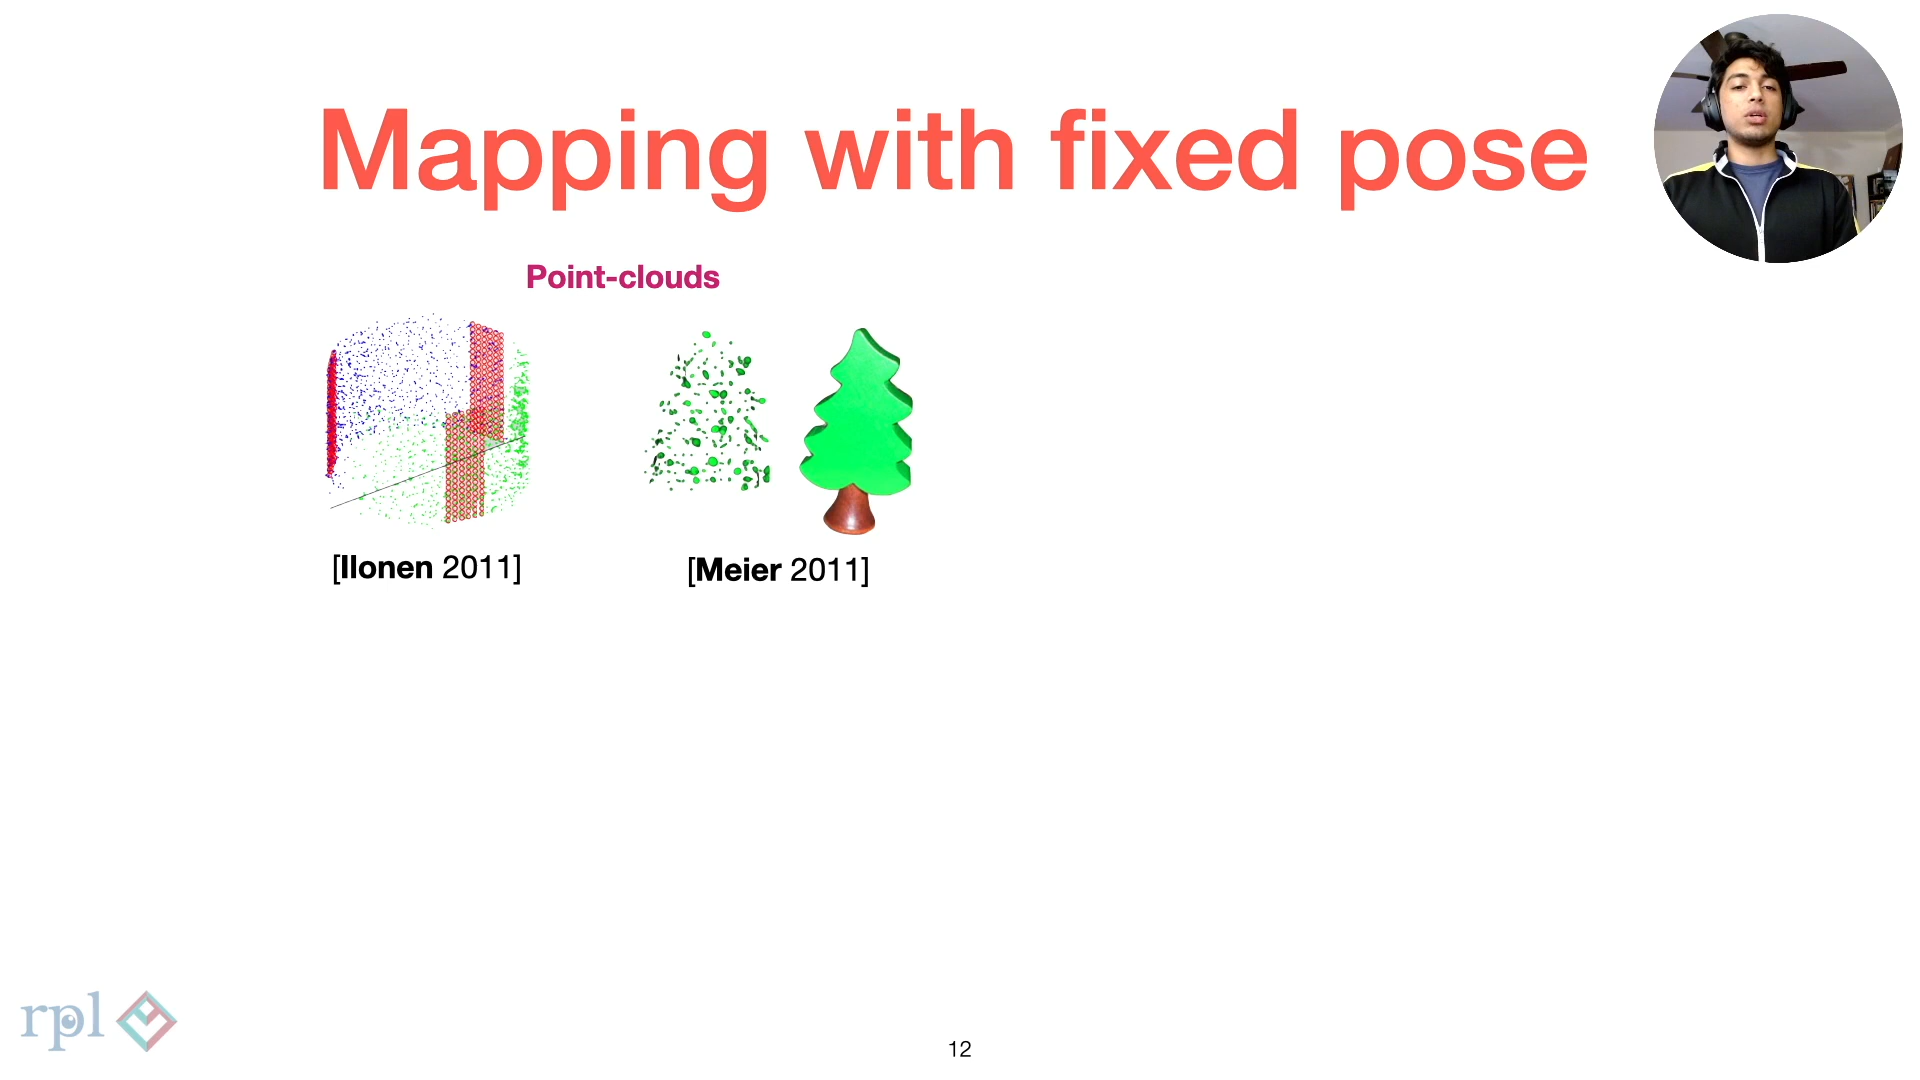 Mapping with fixed pose
Point-clouds
[Ilonen 2011]
[Meier 2011]
rpl
12